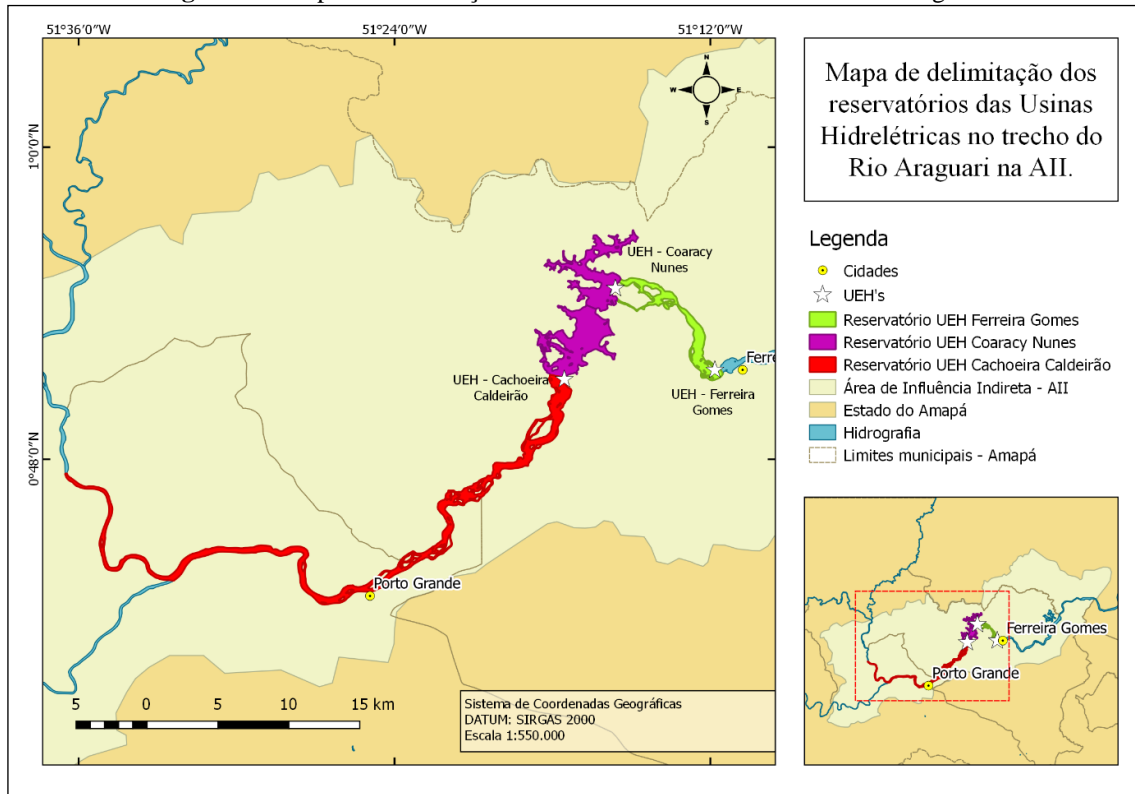 51°36′0″W
51°24′0″W
51°12′0″W
1°0′0″N
0°48′0″N
N
W
E
S
UEH - Coaracy
Nunes
UEH - Cachoeira
Caldeirão
UEH - Ferreira
Gomes
Ferre
Porto Grande
5 0 5 10 15 km
Sistema de Coordenadas Geográficas
DATUM: SIRGAS 2000
Escala 1:550.000
Mapa de delimitação dos
reservatórios das Usinas
Hidrelétricas no trecho do
Rio Araguari na AII.
Legenda
Cidades
UEH's
Reservatório UEH Ferreira Gomes
Reservatório UEH Coaracy Nunes
Reservatório UEH Cachoeira Caldeirão
Área de Influência Indireta - AII
Estado do Amapá
Hidrografia
Limites municipais - Amapá
Ferreira Gomes
Porto Grande